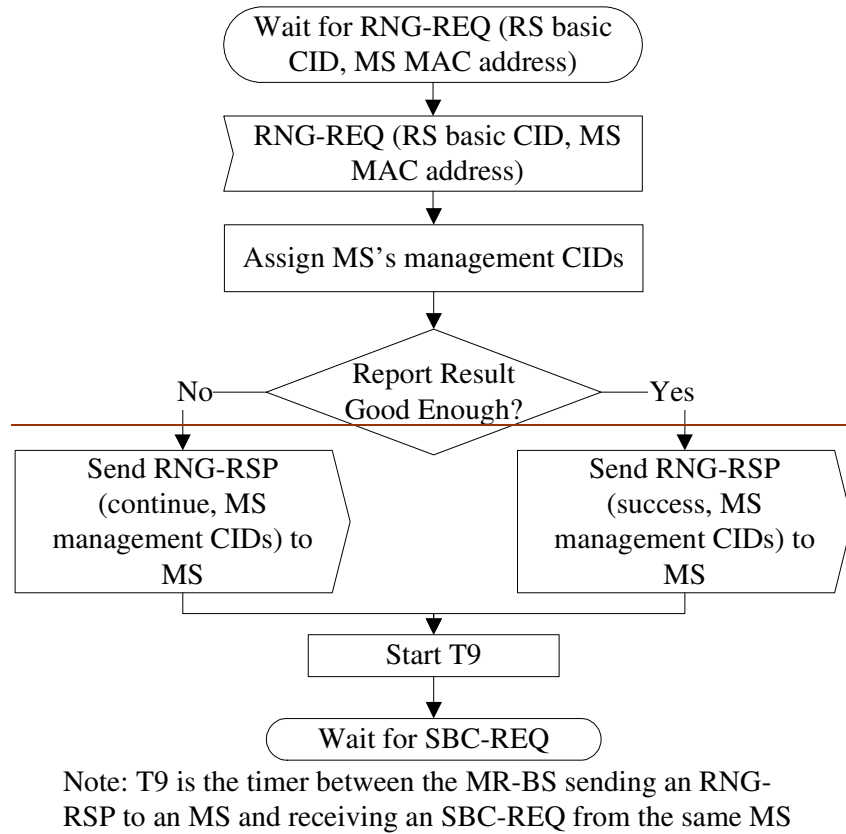 Wait for RNG-REQ (RS basic
CID, MS MAC address)
RNG-REQ (RS basic CID, MS
MAC address)
Assign MS’s management CIDs
Report Result
Good Enough?
No
Yes
Send RNG-RSP
(continue, MS
management CIDs) to
MS
Send RNG-RSP
(success, MS
management CIDs) to
MS
Start T9
Wait for SBC-REQ
Note: T9 is the timer between the MR-BS sending an RNG-
RSP to an MS and receiving an SBC-REQ from the same MS